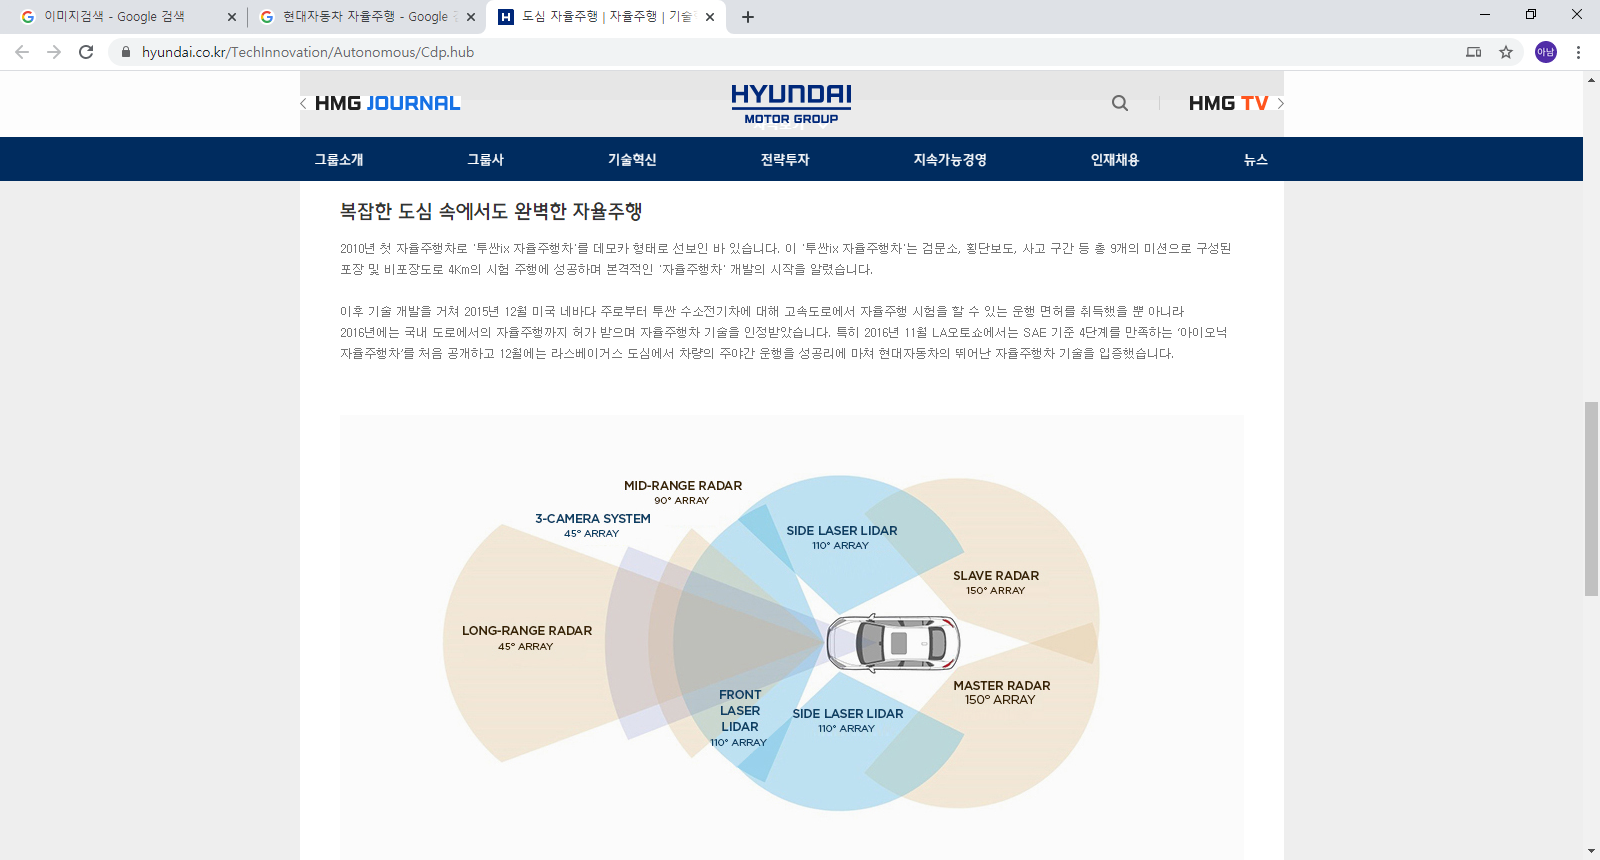 이미지검색 - Google 검색
현대자동차 자율주행 - Google
도심 자율주행 | 자율주행 | 기술
hyundai.co.kr/TechInnovation/Autonomous/Cdp.hub
아남
HMG JOURNAL
HYUNDAI
MOTOR GROUP
HMG TV
그룹소개
그룹사
기술혁신
전략투자
지속가능경영
인재채용
뉴스
복잡한 도심 속에서도 완벽한 자율주행
2010년 첫 자율주행차로 '투싼ix 자율주행차'를 데모카 형태로 선보인 바 있습니다. 이 '투싼ix 자율주행차'는 검문소, 횡단보도, 사고 구간 등 총 9개의 미션으로 구성된
포장 및 비포장도로 4Km의 시험 주행에 성공하며 본격적인 '자율주행차' 개발의 시작을 알렸습니다.
이후 기술 개발을 거쳐 2015년 12월 미국 네바다 주로부터 투싼 수소전기차에 대해 고속도로에서 자율주행 시험을 할 수 있는 운행 면허를 취득했을 뿐 아니라
2016년에는 국내 도로에서의 자율주행까지 허가 받으며 자율주행차 기술을 인정받았습니다. 특히 2016년 11월 LA오토쇼에서는 SAE 기준 4단계를 만족하는 '아이오닉
자율주행차'를 처음 공개하고 12월에는 라스베이거스 도심에서 차량의 주야간 운행을 성공리에 마쳐 현대자동차의 뛰어난 자율주행차 기술을 입증했습니다.
MID-RANGE RADAR
90° ARRAY
3-CAMERA SYSTEM
45° ARRAY
SIDE LASER LIDAR
110° ARRAY
SLAVE RADAR
150° ARRAY
LONG-RANGE RADAR
45° ARRAY
MASTER RADAR
150° ARRAY
FRONT
LASER
LIDAR
110° ARRAY
SIDE LASER LIDAR
110° ARRAY